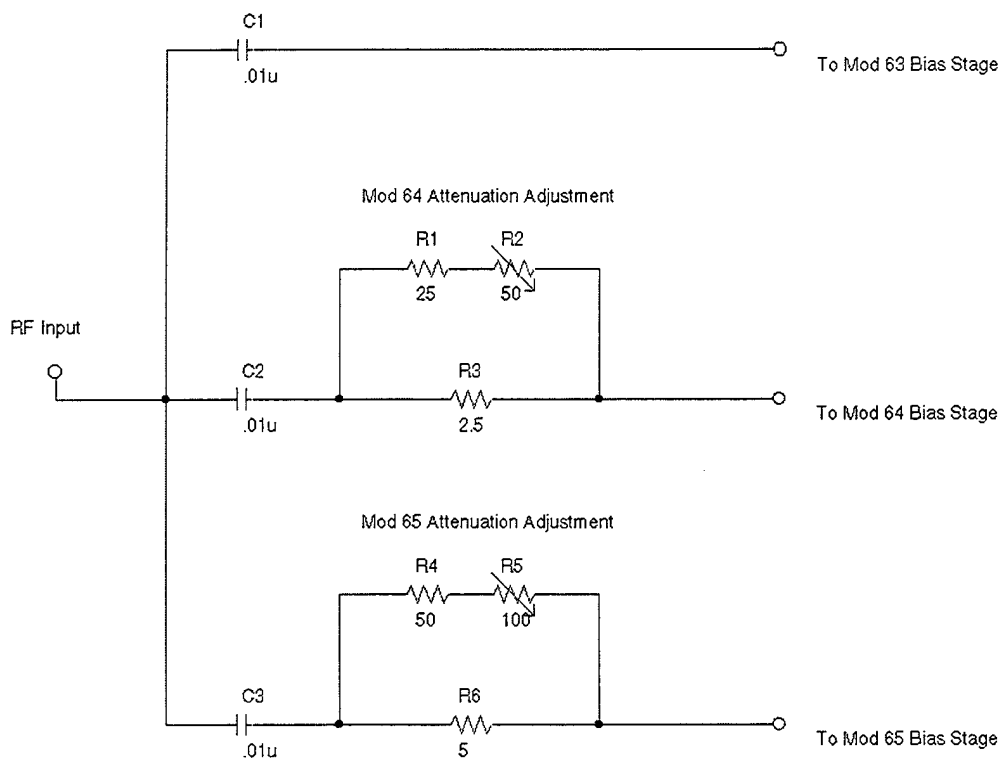 C1
.01u
To Mod 63 Bias Stage
Mod 64 Attenuation Adjustment
R1 R2
25 50
RF Input
C2 R3
.01u 2.5
To Mod 64 Bias Stage
Mod 65 Attenuation Adjustment
R4 R5
50 100
C3 R6
.01u 5
To Mod 65 Bias Stage